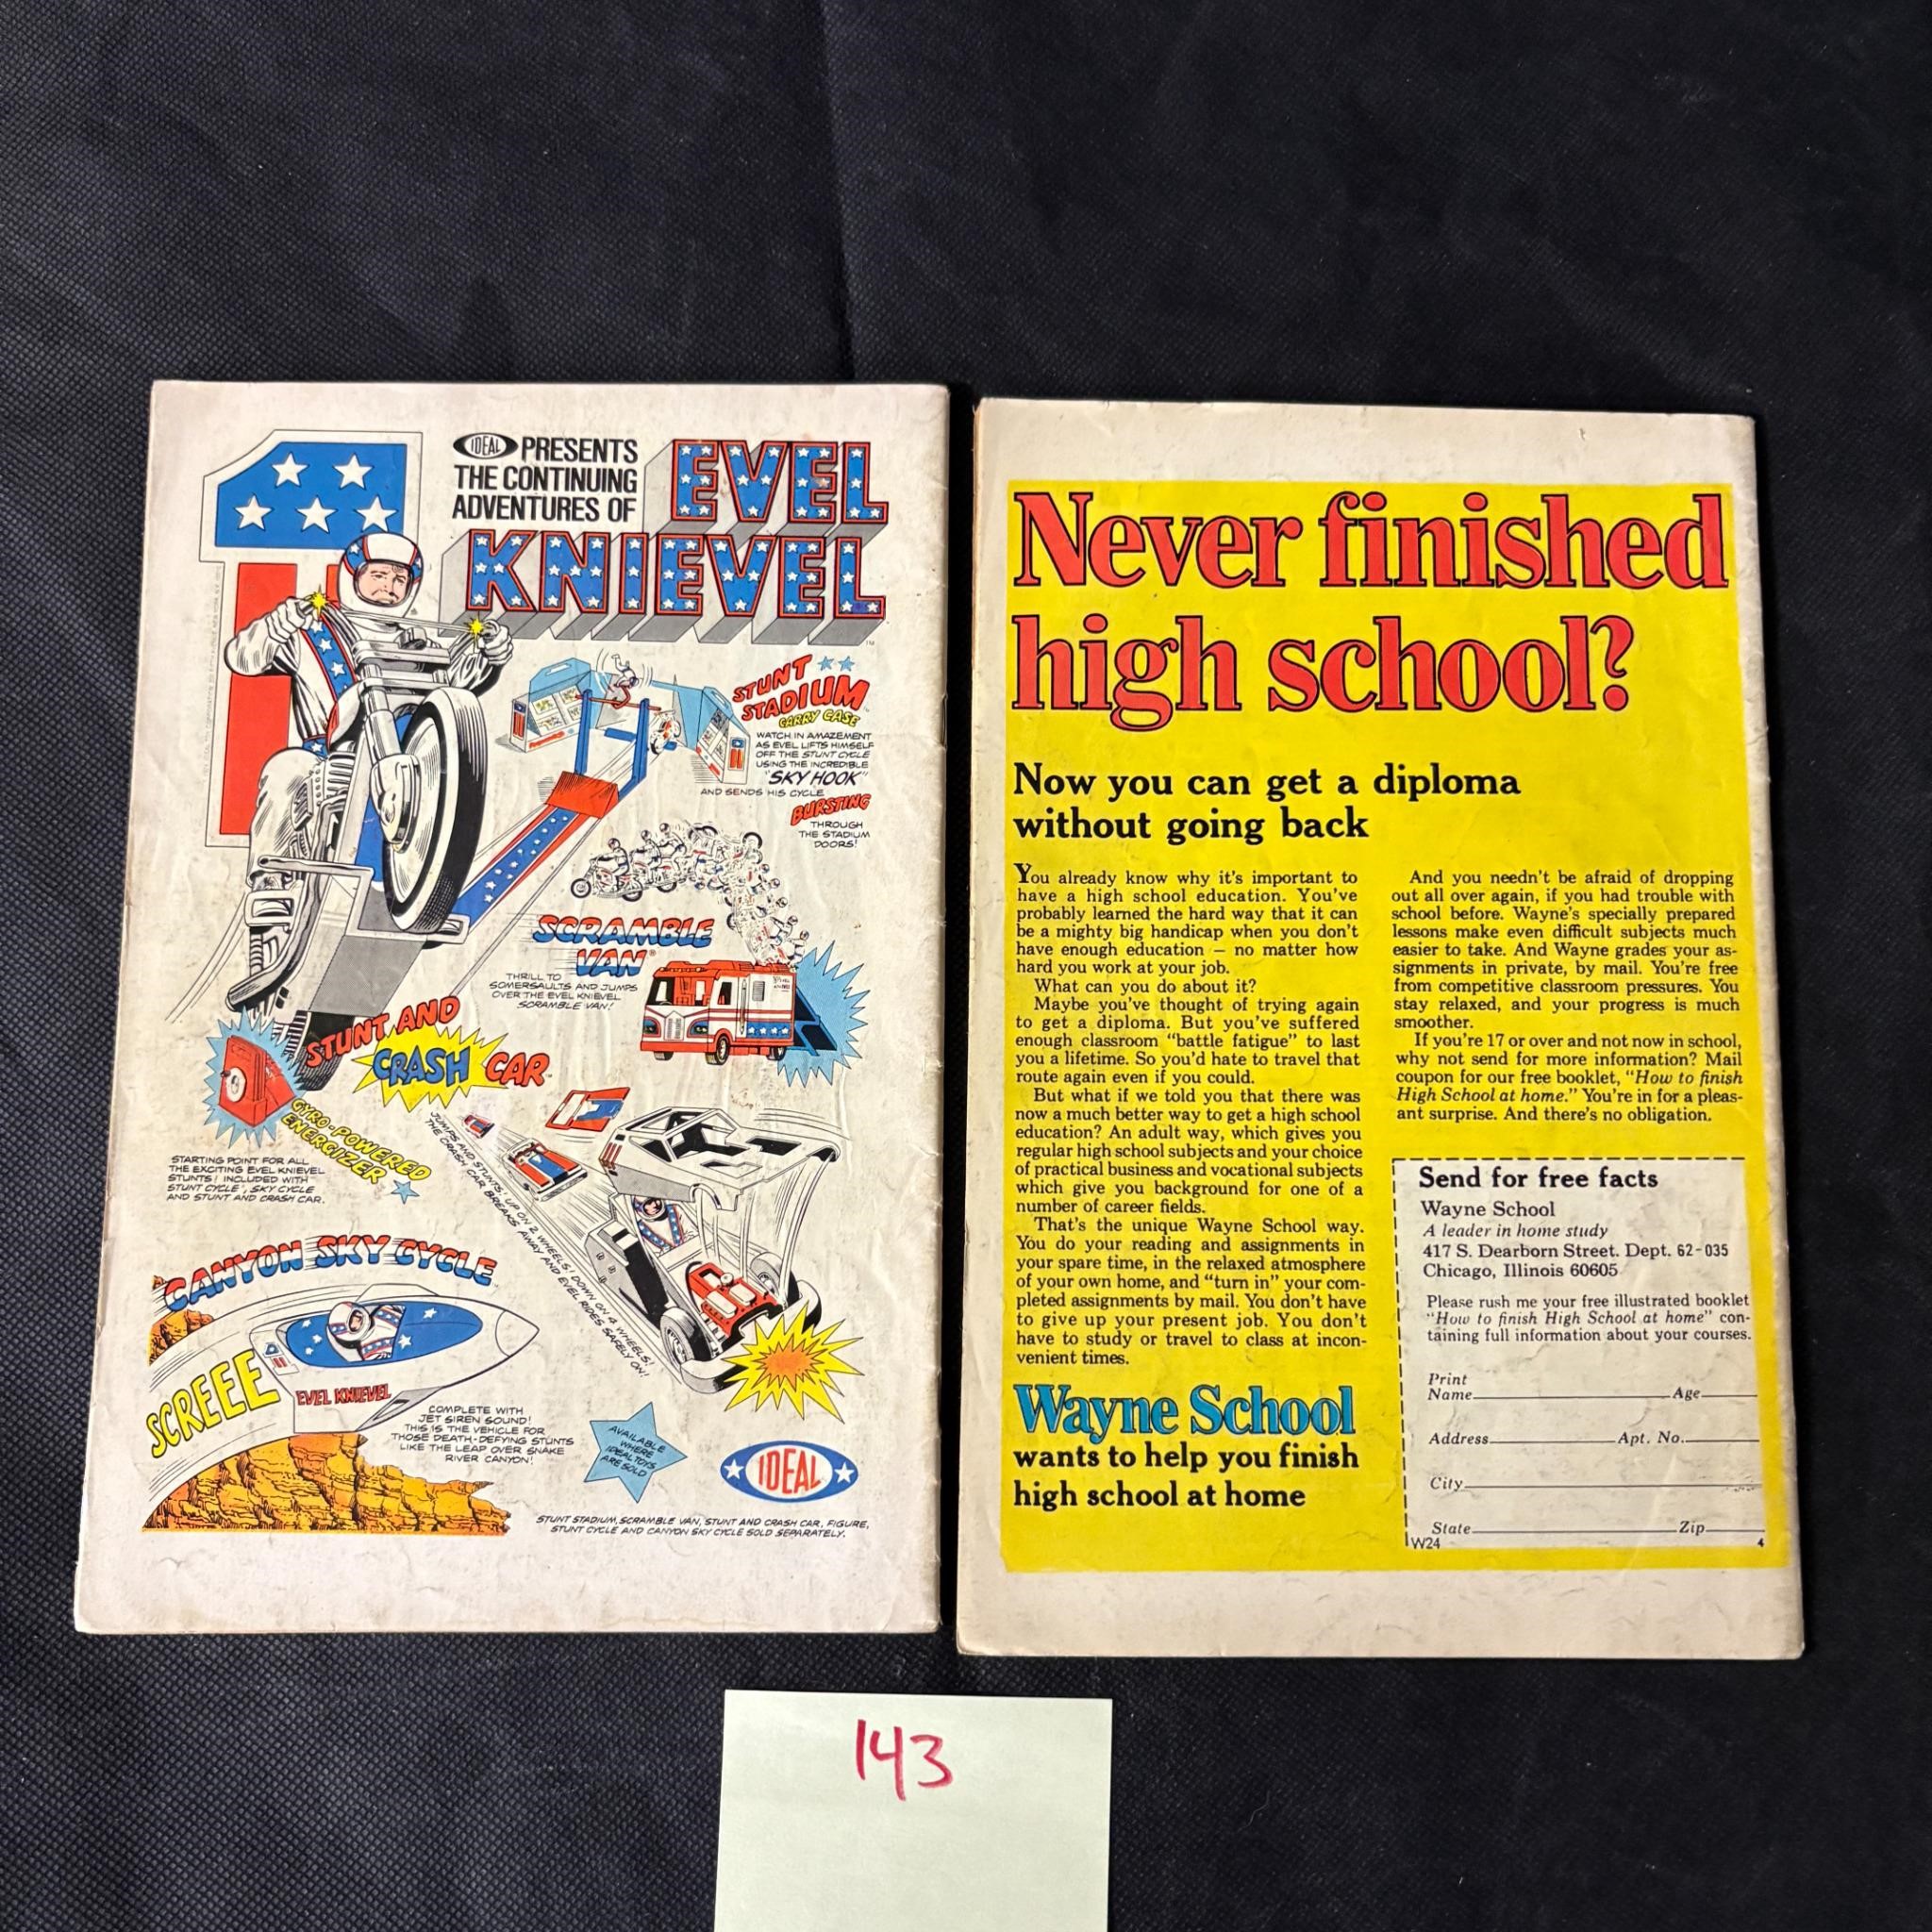 IDEAL PRESENTS
THE CONTINUING
ADVENTURES OF
EVEL
KNIEVEL
TM
STUNT
STADIUM
CARRY CASE
WATCH IN AMAZEMENT
AS EVEL LIFTS HIMSELF
OFF THE STUNT CYCLE
USING THE INCREDIBLE
"SKY HOOK"
AND SENDS HIS CYCLE
BURSTING
THROUGH
THE STADIUM
DOORS!
SCRAMBLE
VAN®
THRILL TO
SOMERSAULTS AND JUMPS
OVER THE EVEL KNIEVEL
SCRAMBLE VAN!
STUNT AND
CRASH CAR
GYRO-POWERED
ENERGIZER
STARTING POINT FOR ALL
THE EXCITING EVEL KNIEVEL
STUNTS! INCLUDED WITH
STUNT CYCLE, SKY CYCLE
AND STUNT AND CRASH CAR.
JUMPS AND STUNTS! UP ON 2 WHEELS! DOWN ON 4 WHEELS!
THE CRASH CAR BREAKS AWAY AND EVEL RIDES SAFELY ON!
CANYON SKY CYCLE
SCREEE
EVEL KNIEVEL
COMPLETE WITH
JET SIREN SOUND!
THIS IS THE VEHICLE FOR
THOSE DEATH-DEFYING STUNTS
LIKE THE LEAP OVER SNAKE
RIVER CANYON!
AVAILABLE
WHERE
IDEAL TOYS
ARE SOLD
IDEAL
STUNT STADIUM, SCRAMBLE VAN, STUNT AND CRASH CAR, FIGURE,
STUNT CYCLE AND CANYON SKY CYCLE SOLD SEPARATELY.
Never finished
high school?
Now you can get a diploma
without going back
You already know why it's important to
have a high school education. You've
probably learned the hard way that it can
be a mighty big handicap when you don't
have enough education — no matter how
hard you work at your job.
What can you do about it?
Maybe you've thought of trying again
to get a diploma. But you've suffered
enough classroom "battle fatigue" to last
you a lifetime. So you'd hate to travel that
route again even if you could.
But what if we told you that there was
now a much better way to get a high school
education? An adult way, which gives you
regular high school subjects and your choice
of practical business and vocational subjects
which give you background for one of a
number of career fields.
That's the unique Wayne School way.
You do your reading and assignments in
your spare time, in the relaxed atmosphere
of your own home, and "turn in" your com-
pleted assignments by mail. You don't have
to give up your present job. You don't
have to study or travel to class at incon-
venient times.
Wayne School
wants to help you finish
high school at home
And you needn't be afraid of dropping
out all over again, if you had trouble with
school before. Wayne's specially prepared
lessons make even difficult subjects much
easier to take. And Wayne grades your as-
signments in private, by mail. You're free
from competitive classroom pressures. You
stay relaxed, and your progress is much
smoother.
If you're 17 or over and not now in school,
why not send for more information? Mail
coupon for our free booklet, "How to finish
High School at home." You're in for a pleas-
ant surprise. And there's no obligation.
Send for free facts
Wayne School
A leader in home study
417 S. Dearborn Street. Dept. 62-035
Chicago, Illinois 60605
Please rush me your free illustrated booklet
"How to finish High School at home" con-
taining full information about your courses.
Print
Name Age
Address Apt. No.
City
State Zip
W24 4
143